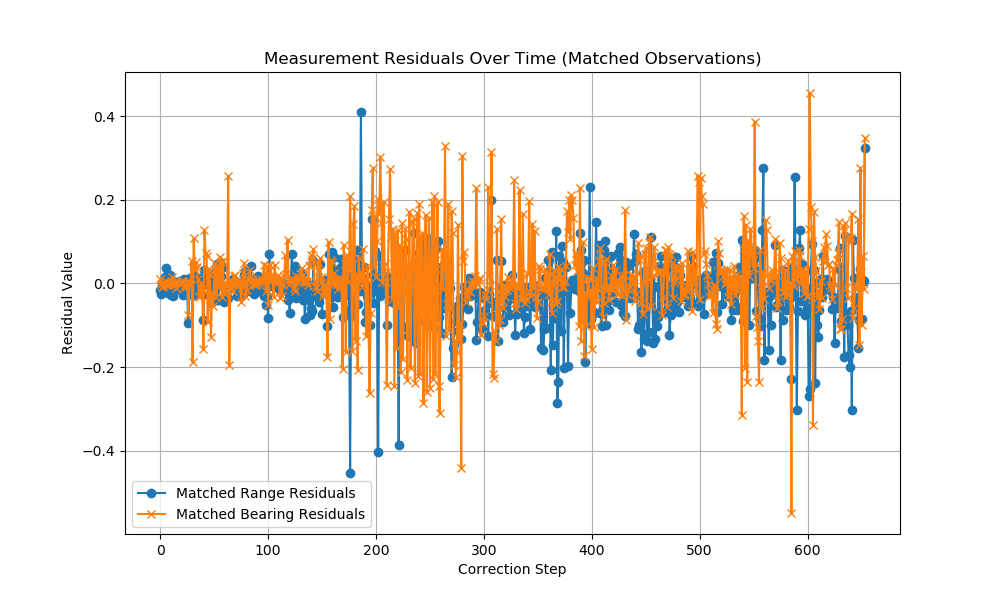 Measurement Residuals Over Time (Matched Observations)
Residual Value
0.4
0.2
0.0
−0.2
−0.4
Matched Range Residuals
Matched Bearing Residuals
0 100 200 300 400 500 600
Correction Step